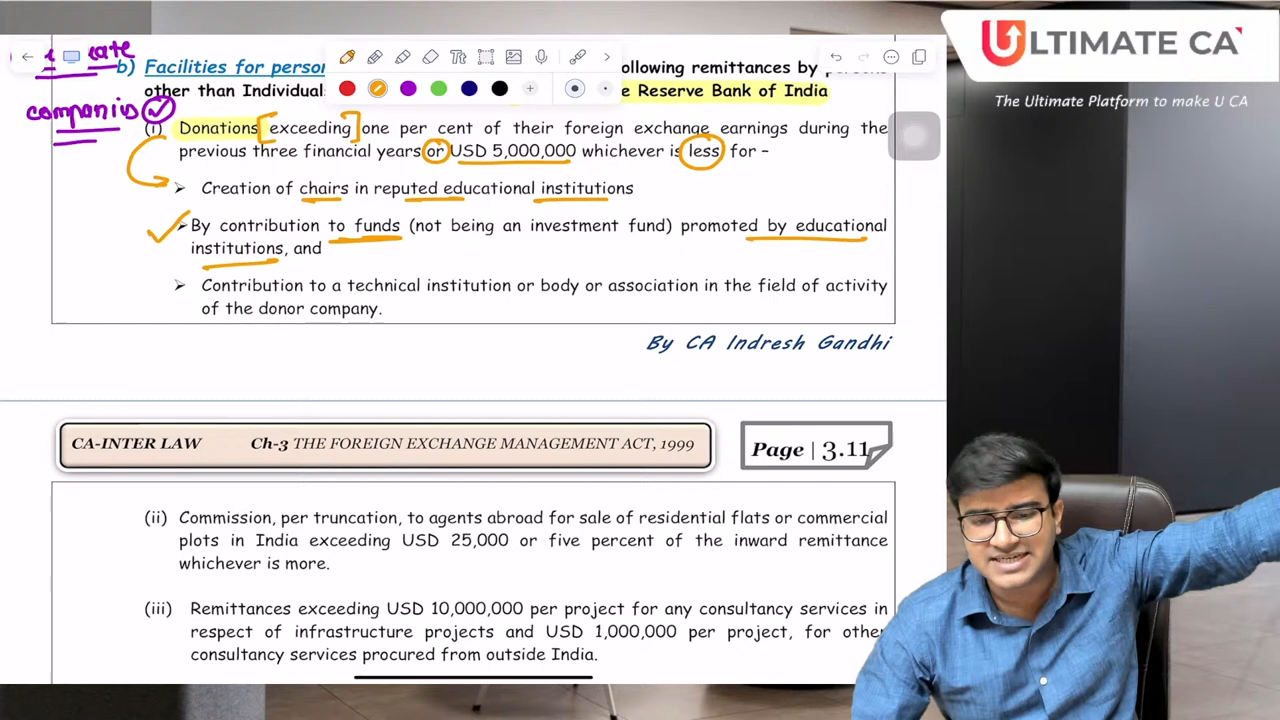 ate
companies
b) Facilities for person
ollowing remittances by
other than Individual
e Reserve Bank of India
(i) Donations exceeding one per cent of their foreign exchange earnings during the
previous three financial years or USD 5,000,000 whichever is less for –
➢ Creation of chairs in reputed educational institutions
➢ By contribution to funds (not being an investment fund) promoted by educational
institutions, and
➢ Contribution to a technical institution or body or association in the field of activity
of the donor company.
By CA Indresh Gandhi
CA-INTER LAW Ch-3 THE FOREIGN EXCHANGE MANAGEMENT ACT, 1999
Page | 3.11
(ii) Commission, per truncation, to agents abroad for sale of residential flats or commercial
plots in India exceeding USD 25,000 or five percent of the inward remittance
whichever is more.
(iii) Remittances exceeding USD 10,000,000 per project for any consultancy services in
respect of infrastructure projects and USD 1,000,000 per project, for other
consultancy services procured from outside India.
ULTIMATE CA
The Ultimate Platform to make U CA